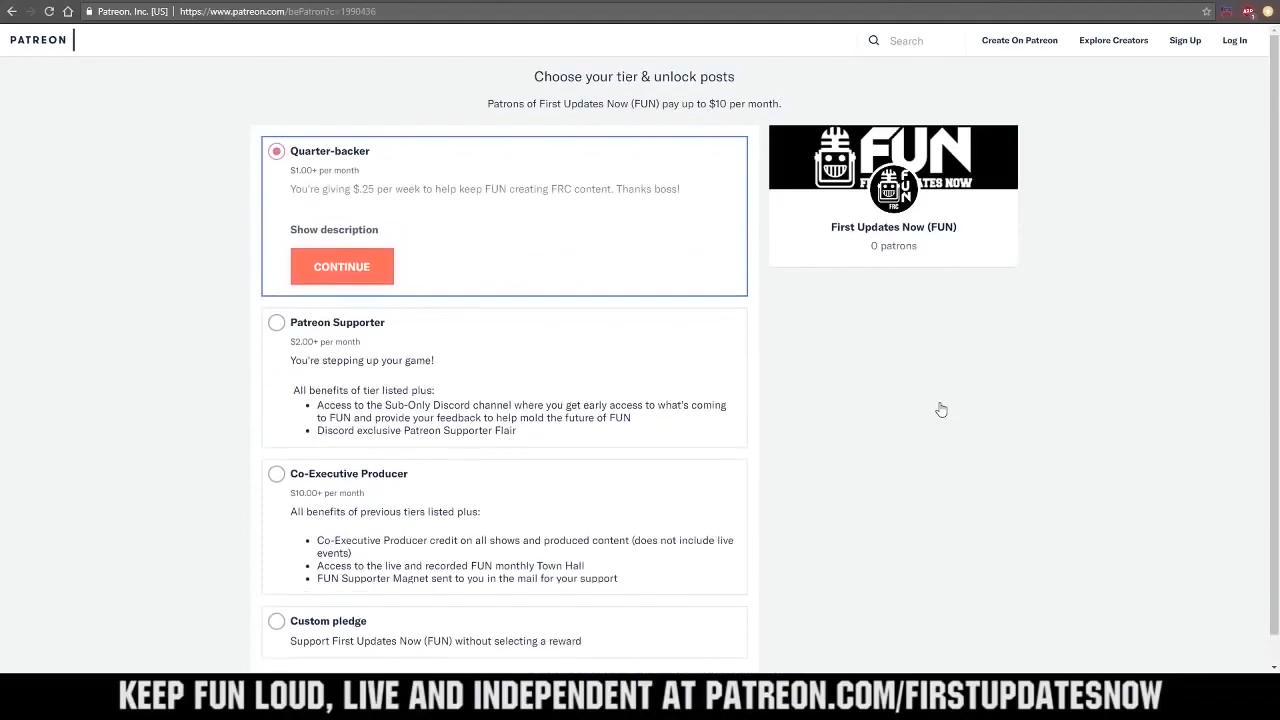 Patreon, Inc. [US] | https://www.patreon.com/bePatron?c=1990436
PATREON
Search
Create On Patreon
Explore Creators
Sign Up
Log In
Choose your tier & unlock posts
Patrons of First Updates Now (FUN) pay up to $10 per month.
Quarter-backer
$1.00+ per month
You're giving $.25 per week to help keep FUN creating FRC content. Thanks boss!
Show description
CONTINUE
Patreon Supporter
$2.00+ per month
You're stepping up your game!
All benefits of tier listed plus:
• Access to the Sub-Only Discord channel where you get early access to what's coming
to FUN and provide your feedback to help mold the future of FUN
• Discord exclusive Patreon Supporter Flair
Co-Executive Producer
$10.00+ per month
All benefits of previous tiers listed plus:
• Co-Executive Producer credit on all shows and produced content (does not include live
events)
• Access to the live and recorded FUN monthly Town Hall
• FUN Supporter Magnet sent to you in the mail for your support
Custom pledge
Support First Updates Now (FUN) without selecting a reward
FUN
FUN
FRC
First Updates Now (FUN)
0 patrons
KEEP FUN LOUD, LIVE AND INDEPENDENT AT PATREON.COM/FIRSTUPDATESNOW